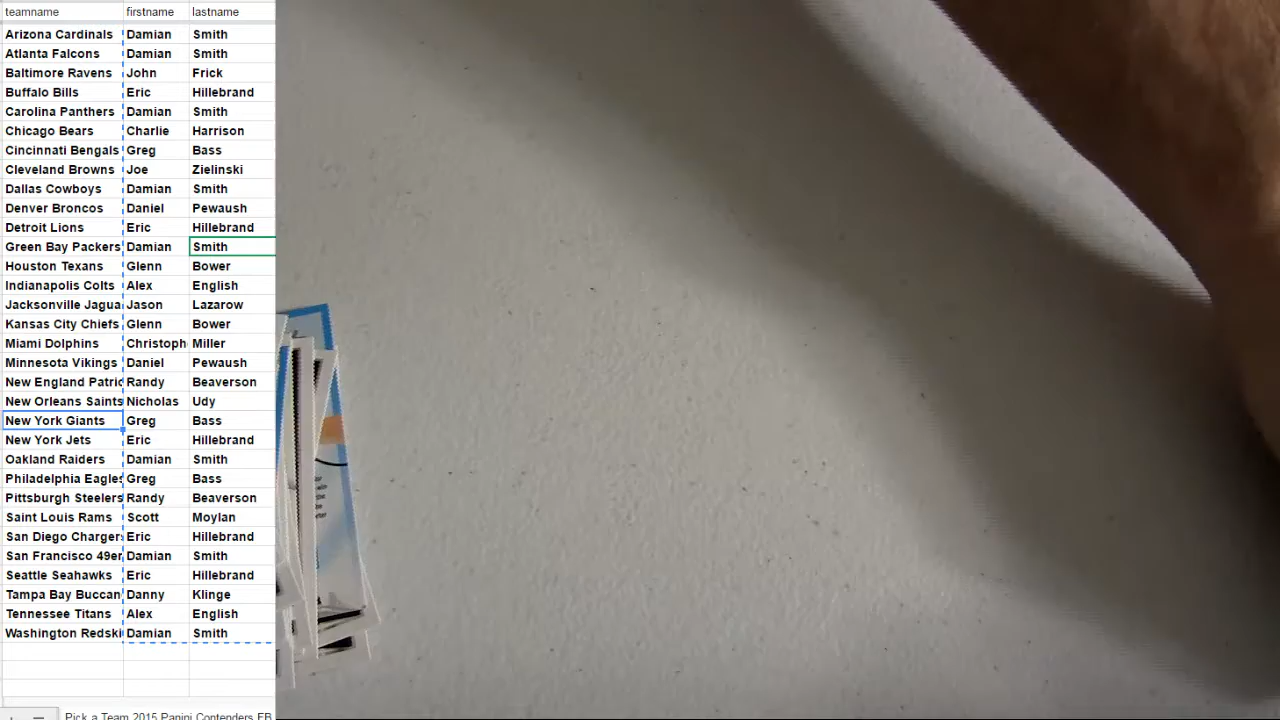 teamname firstname lastname
Arizona Cardinals Damian Smith
Atlanta Falcons Damian Smith
Baltimore Ravens John Frick
Buffalo Bills Eric Hillebrand
Carolina Panthers Damian Smith
Chicago Bears Charlie Harrison
Cincinnati Bengals Greg Bass
Cleveland Browns Joe Zielinski
Dallas Cowboys Damian Smith
Denver Broncos Daniel Pewaush
Detroit Lions Eric Hillebrand
Green Bay Packers Damian Smith
Houston Texans Glenn Bower
Indianapolis Colts Alex English
Jacksonville Jagua Jason Lazarow
Kansas City Chiefs Glenn Bower
Miami Dolphins Christoph Miller
Minnesota Vikings Daniel Pewaush
New England Patric Randy Beaverson
New Orleans Saints Nicholas Udy
New York Giants Greg Bass
New York Jets Eric Hillebrand
Oakland Raiders Damian Smith
Philadelphia Eagles Greg Bass
Pittsburgh Steelers Randy Beaverson
Saint Louis Rams Scott Moylan
San Diego Chargers Eric Hillebrand
San Francisco 49er Damian Smith
Seattle Seahawks Eric Hillebrand
Tampa Bay Buccan Danny Klinge
Tennessee Titans Alex English
Washington Redski Damian Smith
Pick a Team 2015 Panini Contenders FB